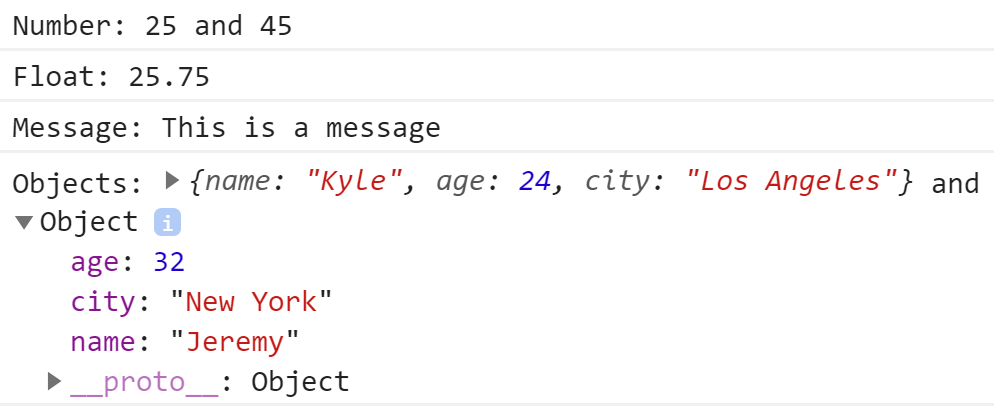 Number: 25 and 45
Float: 25.75
Message: This is a message
Objects: ▶{name: "Kyle", age: 24, city: "Los Angeles"} and
▼Object i
age: 32
city: "New York"
name: "Jeremy"
▶__proto__: Object